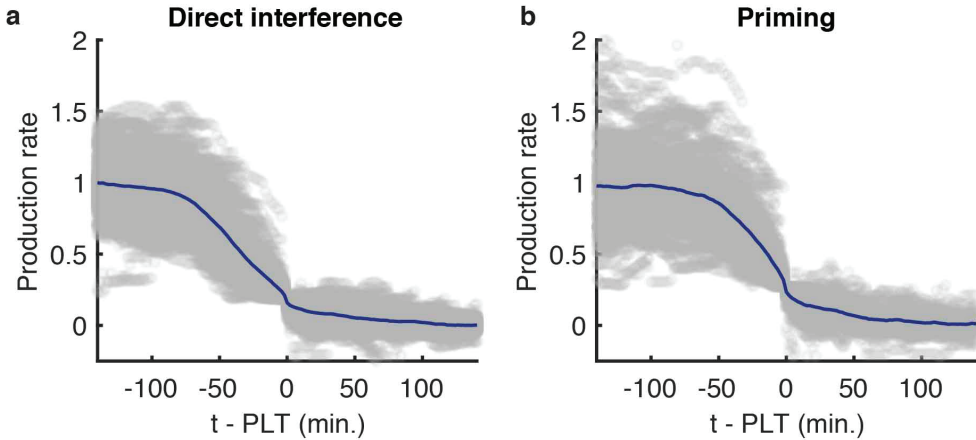 a
Direct interference
2
1.5
1
0.5
0
Production rate
-100 -50 0 50 100
t - PLT (min.)
b
Priming
2
1.5
1
0.5
0
Production rate
-100 -50 0 50 100
t - PLT (min.)